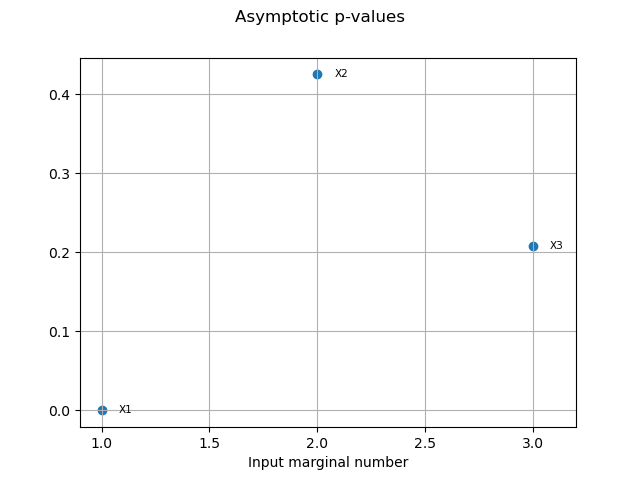 Asymptotic p-values
0.4
0.3
0.2
0.1
0.0
X2
X3
X1
1.0 1.5 2.0 2.5 3.0
Input marginal number